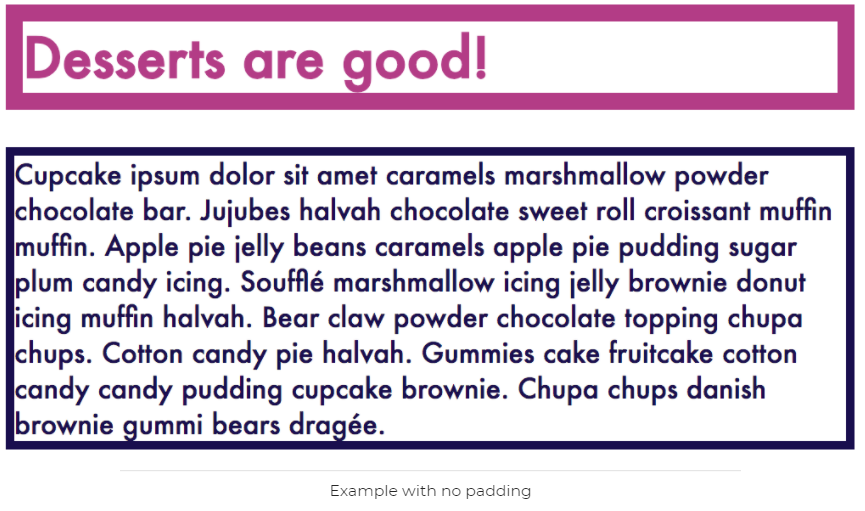 Desserts are good!
Cupcake ipsum dolor sit amet caramels marshmallow powder
chocolate bar. Jujubes halvah chocolate sweet roll croissant muffin
muffin. Apple pie jelly beans caramels apple pie pudding sugar
plum candy icing. Soufflé marshmallow icing jelly brownie donut
icing muffin halvah. Bear claw powder chocolate topping chupa
chups. Cotton candy pie halvah. Gummies cake fruitcake cotton
candy candy pudding cupcake brownie. Chupa chups danish
brownie gummi bears dragée.
Example with no padding